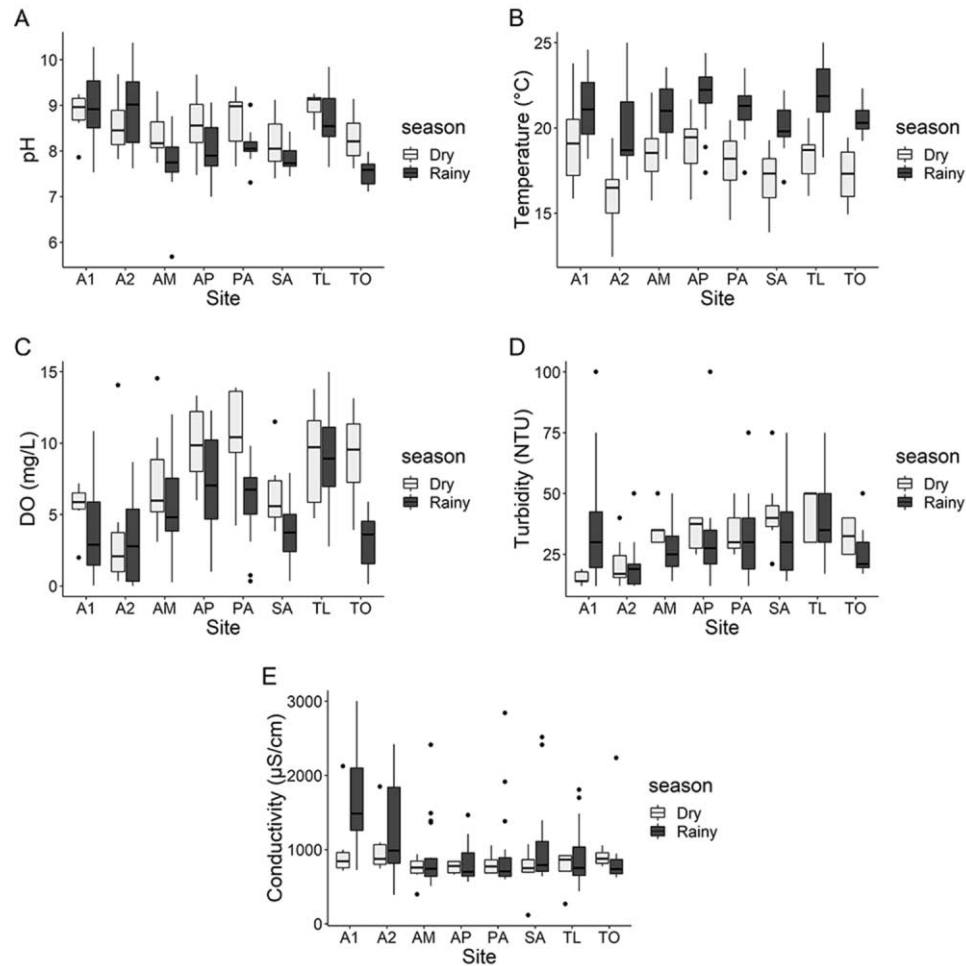 A
pH
10
9
8
7
6
A1 A2 AM AP PA SA TL TO
Site
season
Dry
Rainy
B
Temperature (°C)
25
20
15
A1 A2 AM AP PA SA TL TO
Site
season
Dry
Rainy
C
DO (mg/L)
15
10
5
0
A1 A2 AM AP PA SA TL TO
Site
season
Dry
Rainy
D
Turbidity (NTU)
100
75
50
25
A1 A2 AM AP PA SA TL TO
Site
season
Dry
Rainy
E
Conductivity (µS/cm)
3000
2000
1000
0
A1 A2 AM AP PA SA TL TO
Site
season
Dry
Rainy